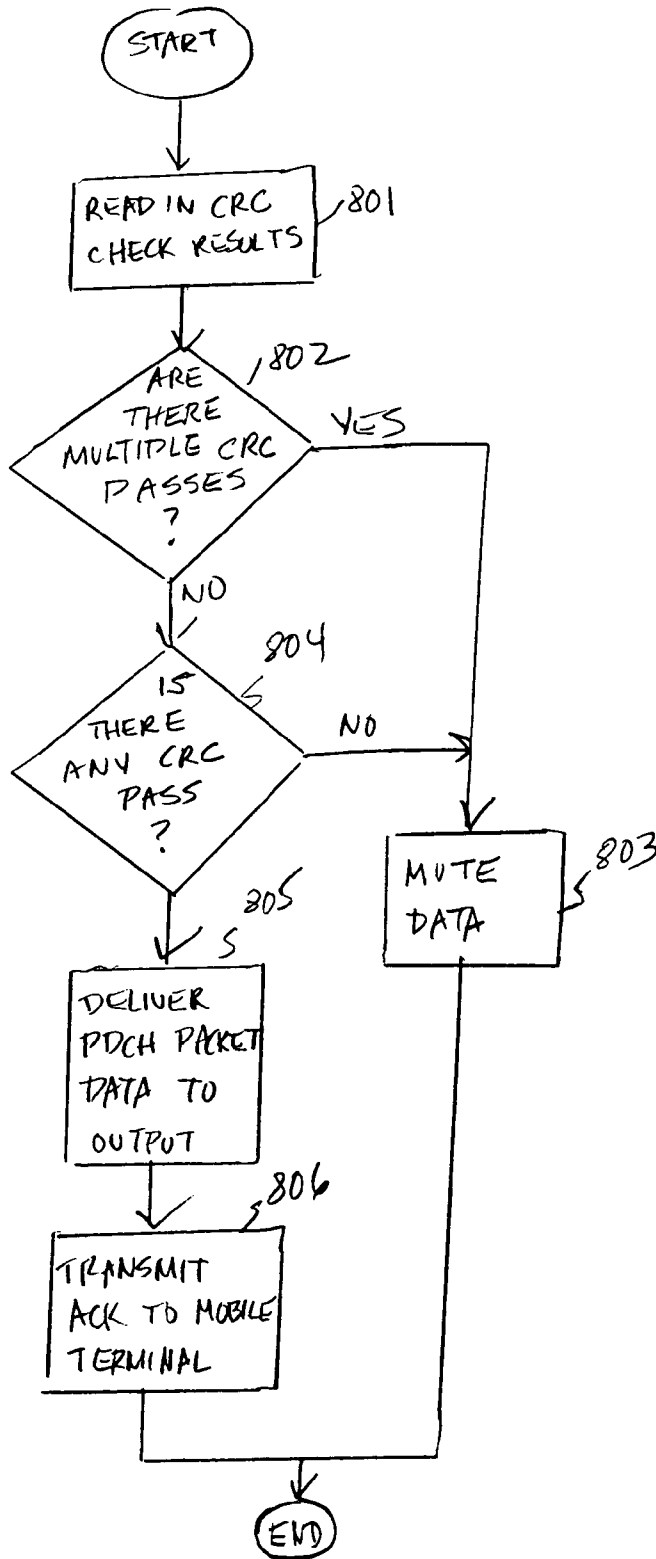 START
READ IN CRC
CHECK RESULTS
801
802
ARE
THERE
MULTIPLE CRC
PASSES
?
YES
NO
804
IS
THERE
ANY CRC
PASS
?
NO
803
MUTE
DATA
805
DELIVER
PDCH PACKET
DATA TO
OUTPUT
806
TRANSMIT
ACK TO MOBILE
TERMINAL
END